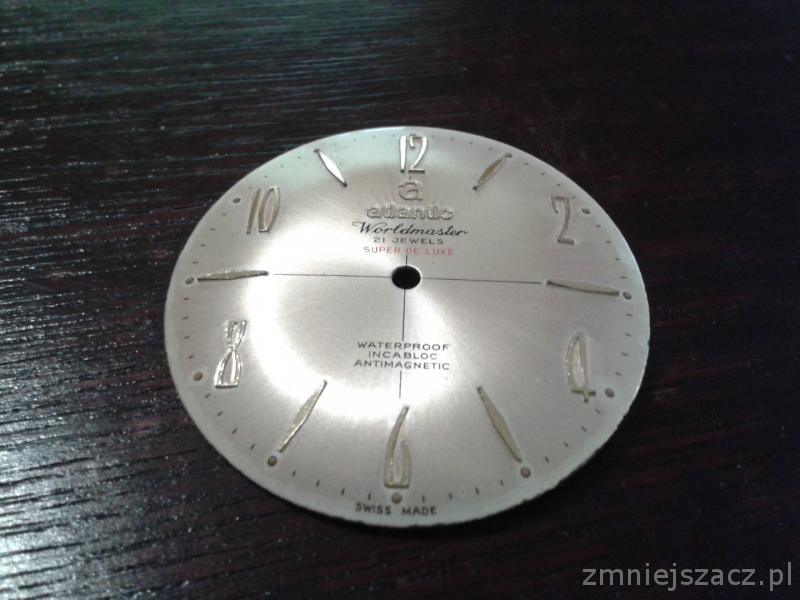 12
10
2
a
atlantic
Worldmaster
21 JEWELS
SUPER DE LUXE
8
4
WATERPROOF
INCABLOC
ANTIMAGNETIC
6
SWISS MADE
zmniejszacz.pl